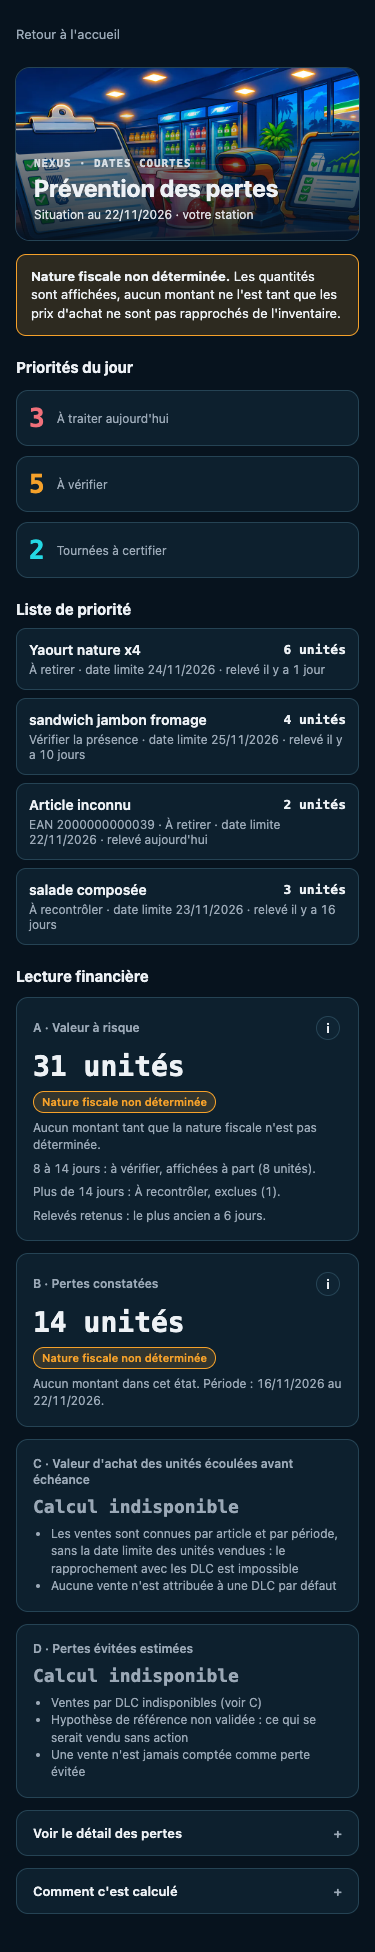 Retour à l'accueil
NEXUS · DATES COURTES
Prévention des pertes
Situation au 22/11/2026 · votre station
Nature fiscale non déterminée. Les quantités
sont affichées, aucun montant ne l'est tant que les
prix d'achat ne sont pas rapprochés de l'inventaire.
Priorités du jour
3 À traiter aujourd'hui
5 À vérifier
2 Tournées à certifier
Liste de priorité
Yaourt nature x4 6 unités
À retirer · date limite 24/11/2026 · relevé il y a 1 jour
sandwich jambon fromage 4 unités
Vérifier la présence · date limite 25/11/2026 · relevé il y
a 10 jours
Article inconnu 2 unités
EAN 2000000000039 · À retirer · date limite
22/11/2026 · relevé aujourd'hui
salade composée 3 unités
À recontrôler · date limite 23/11/2026 · relevé il y a 16
jours
Lecture financière
A · Valeur à risque i
31 unités
Nature fiscale non déterminée
Aucun montant tant que la nature fiscale n'est pas
déterminée.
8 à 14 jours : à vérifier, affichées à part (8 unités).
Plus de 14 jours : À recontrôler, exclues (1).
Relevés retenus : le plus ancien a 6 jours.
B · Pertes constatées i
14 unités
Nature fiscale non déterminée
Aucun montant dans cet état. Période : 16/11/2026 au
22/11/2026.
C · Valeur d'achat des unités écoulées avant
échéance
Calcul indisponible
• Les ventes sont connues par article et par période,
sans la date limite des unités vendues : le
rapprochement avec les DLC est impossible
• Aucune vente n'est attribuée à une DLC par défaut
D · Pertes évitées estimées
Calcul indisponible
• Ventes par DLC indisponibles (voir C)
• Hypothèse de référence non validée : ce qui se
serait vendu sans action
• Une vente n'est jamais comptée comme perte
évitée
Voir le détail des pertes +
Comment c'est calculé +